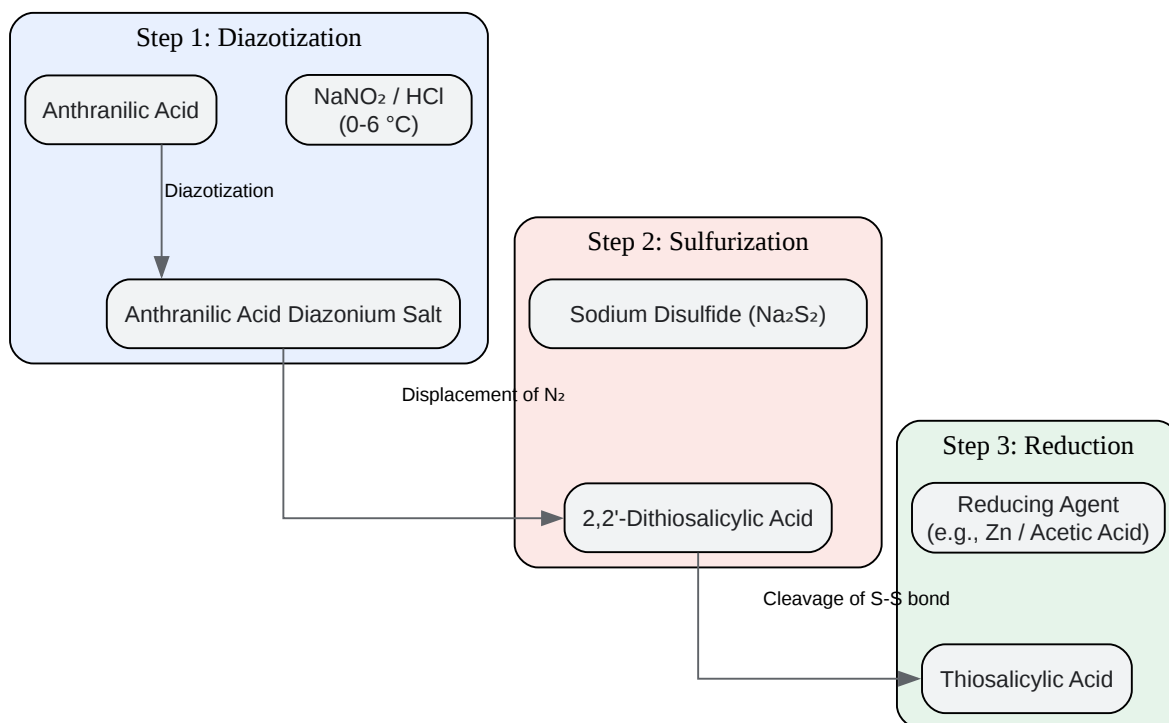 Step 1: Diazotization
Anthranilic Acid
NaNO₂ / HCl
(0-6 °C)
Diazotization
Anthranilic Acid Diazonium Salt
Step 2: Sulfurization
Sodium Disulfide (Na₂S₂)
Displacement of N₂
2,2'-Dithiosalicylic Acid
Step 3: Reduction
Reducing Agent
(e.g., Zn / Acetic Acid)
Cleavage of S-S bond
Thiosalicylic Acid